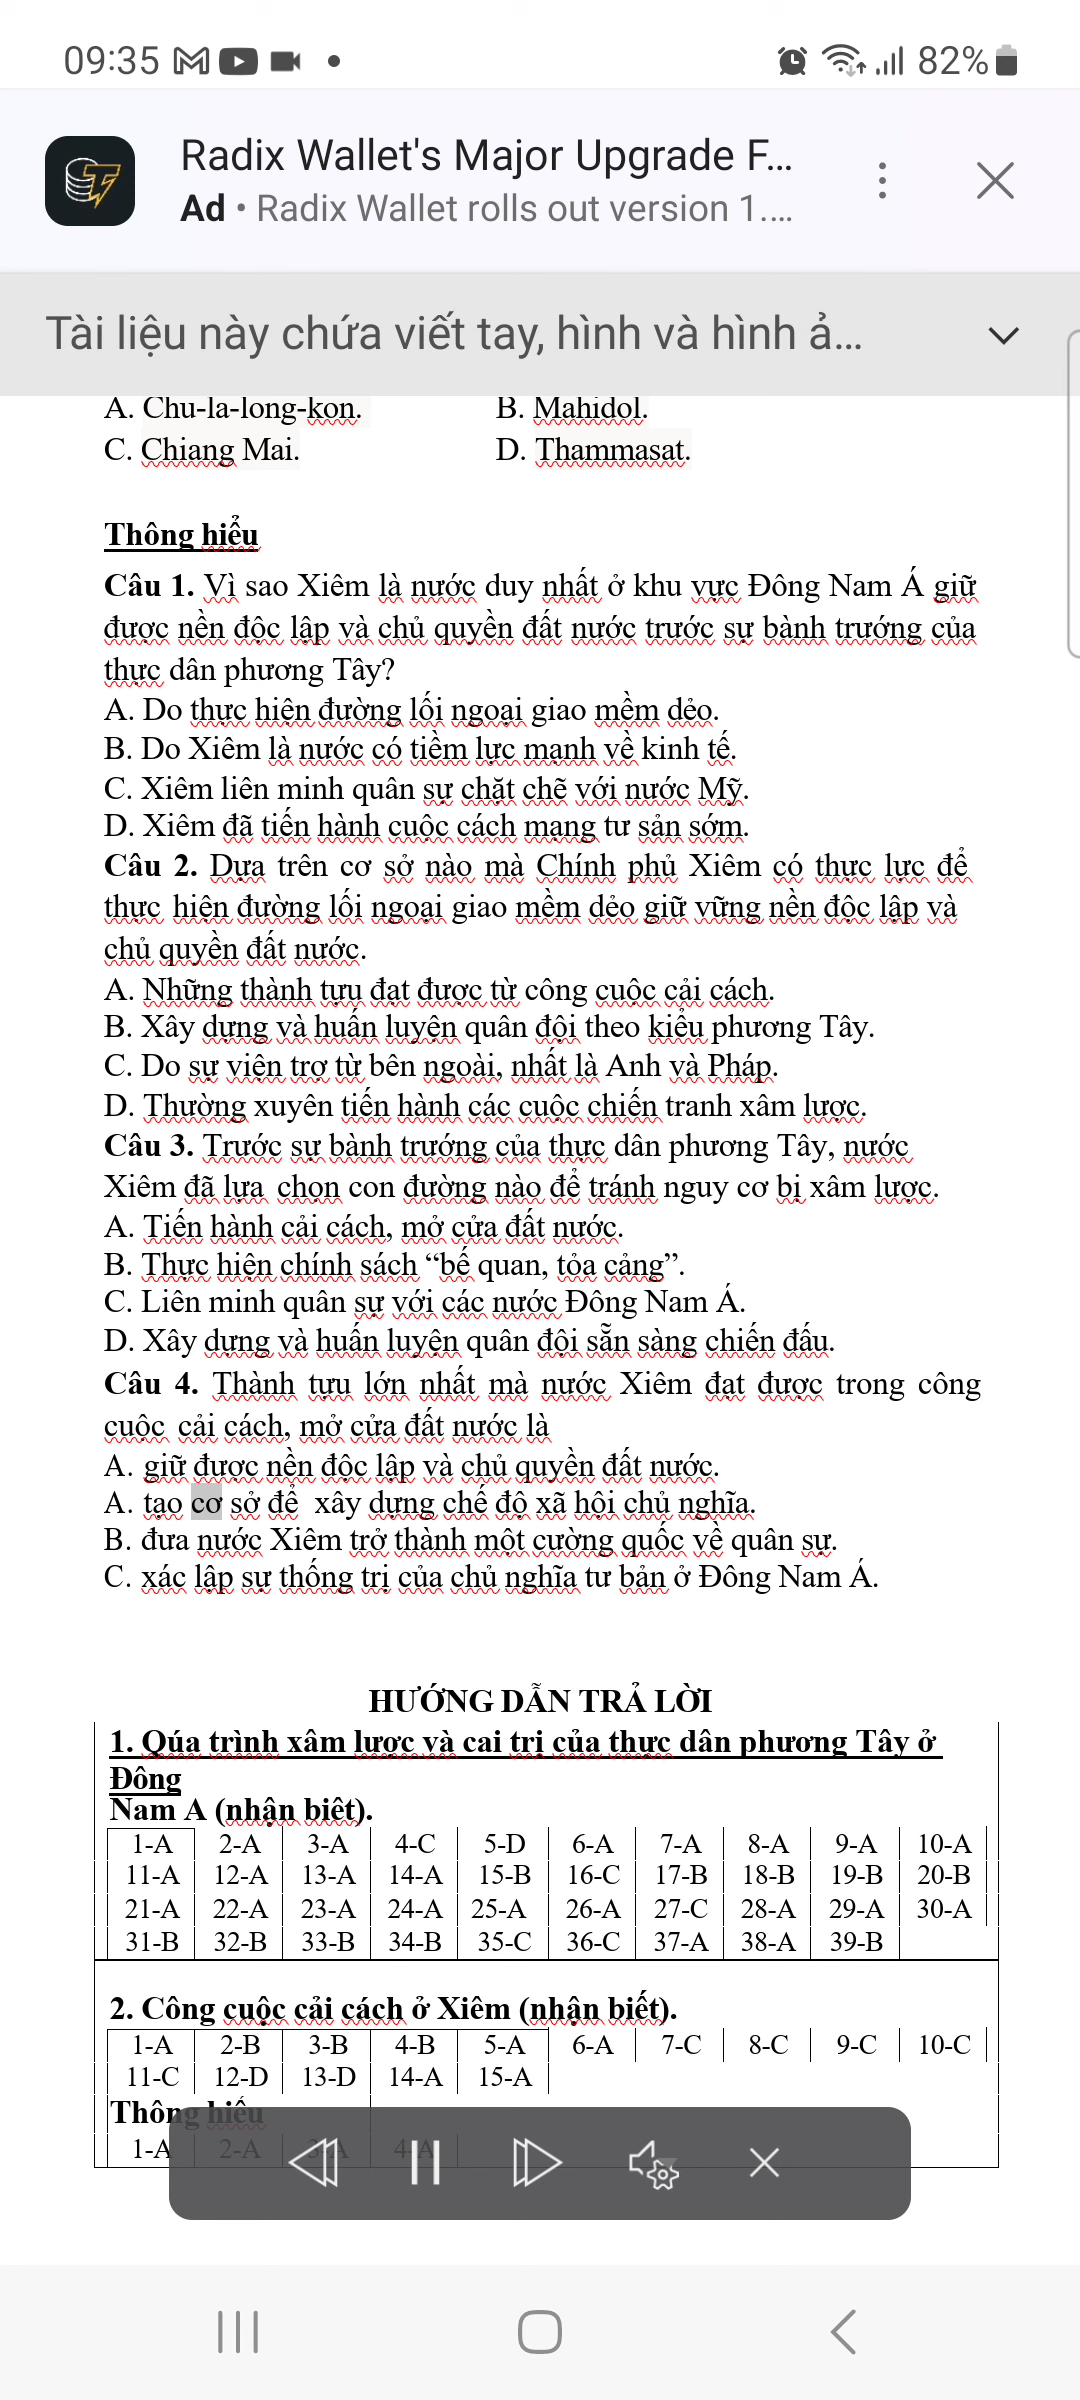 09:35
82%
Radix Wallet's Major Upgrade F...
Ad • Radix Wallet rolls out version 1....
Tài liệu này chứa viết tay, hình và hình ả...
A. Chu-la-long-kon. B. Mahidol.
C. Chiang Mai. D. Thammasat.
Thông hiểu
Câu 1. Vì sao Xiêm là nước duy nhất ở khu vực Đông Nam Á giữ
được nền độc lập và chủ quyền đất nước trước sự bành trướng của
thực dân phương Tây?
A. Do thực hiện đường lối ngoại giao mềm dẻo.
B. Do Xiêm là nước có tiềm lực mạnh về kinh tế.
C. Xiêm liên minh quân sự chặt chẽ với nước Mỹ.
D. Xiêm đã tiến hành cuộc cách mạng tư sản sớm.
Câu 2. Dựa trên cơ sở nào mà Chính phủ Xiêm có thực lực để
thực hiện đường lối ngoại giao mềm dẻo giữ vững nền độc lập và
chủ quyền đất nước.
A. Những thành tựu đạt được từ công cuộc cải cách.
B. Xây dựng và huấn luyện quân đội theo kiểu phương Tây.
C. Do sự viện trợ từ bên ngoài, nhất là Anh và Pháp.
D. Thường xuyên tiến hành các cuộc chiến tranh xâm lược.
Câu 3. Trước sự bành trướng của thực dân phương Tây, nước
Xiêm đã lựa chọn con đường nào để tránh nguy cơ bị xâm lược.
A. Tiến hành cải cách, mở cửa đất nước.
B. Thực hiện chính sách “bế quan, tỏa cảng”.
C. Liên minh quân sự với các nước Đông Nam Á.
D. Xây dựng và huấn luyện quân đội sẵn sàng chiến đấu.
Câu 4. Thành tựu lớn nhất mà nước Xiêm đạt được trong công
cuộc cải cách, mở cửa đất nước là
A. giữ được nền độc lập và chủ quyền đất nước.
A. tạo cơ sở để xây dựng chế độ xã hội chủ nghĩa.
B. đưa nước Xiêm trở thành một cường quốc về quân sự.
C. xác lập sự thống trị của chủ nghĩa tư bản ở Đông Nam Á.
HƯỚNG DẪN TRẢ LỜI
1. Qúa trình xâm lược và cai trị của thực dân phương Tây ở
Đông
Nam A (nhận biêt).
1-A 2-A 3-A 4-C 5-D 6-A 7-A 8-A 9-A 10-A
11-A 12-A 13-A 14-A 15-B 16-C 17-B 18-B 19-B 20-B
21-A 22-A 23-A 24-A 25-A 26-A 27-C 28-A 29-A 30-A
31-B 32-B 33-B 34-B 35-C 36-C 37-A 38-A 39-B
2. Công cuộc cải cách ở Xiêm (nhận biết).
1-A 2-B 3-B 4-B 5-A 6-A 7-C 8-C 9-C 10-C
11-C 12-D 13-D 14-A 15-A
Thông hiểu
1-A 2-A 3-A 4-A